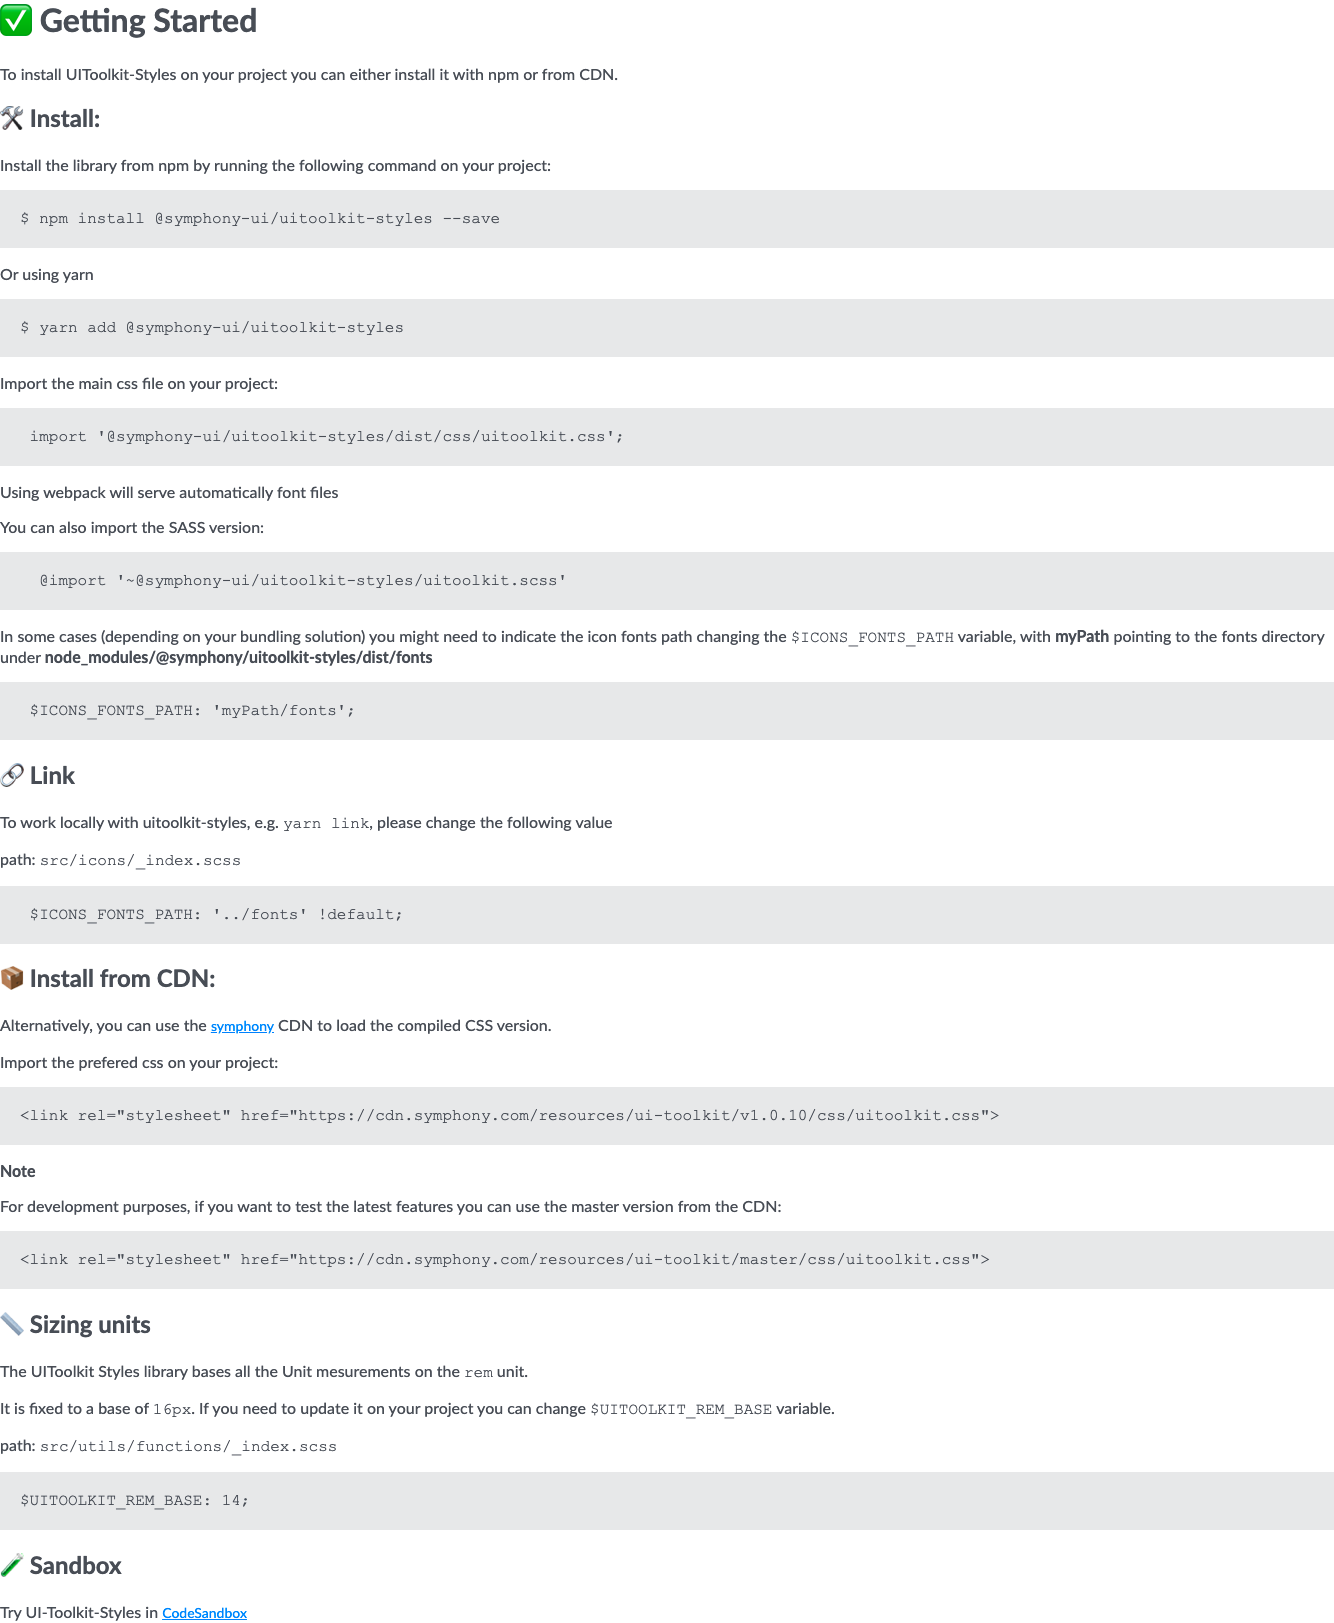 ✅ Getting Started
To install UIToolkit-Styles on your project you can either install it with npm or from CDN.
🛠 Install:
Install the library from npm by running the following command on your project:
$ npm install @symphony-ui/uitoolkit-styles --save
Or using yarn
$ yarn add @symphony-ui/uitoolkit-styles
Import the main css file on your project:
import '@symphony-ui/uitoolkit-styles/dist/css/uitoolkit.css';
Using webpack will serve automatically font files
You can also import the SASS version:
@import '~@symphony-ui/uitoolkit-styles/uitoolkit.scss'
In some cases (depending on your bundling solution) you might need to indicate the icon fonts path changing the $ICONS_FONTS_PATH variable, with myPath pointing to the fonts directory
under node_modules/@symphony/uitoolkit-styles/dist/fonts
$ICONS_FONTS_PATH: 'myPath/fonts';
🔗 Link
To work locally with uitoolkit-styles, e.g. yarn link, please change the following value
path: src/icons/_index.scss
$ICONS_FONTS_PATH: '../fonts' !default;
📦 Install from CDN:
Alternatively, you can use the symphony CDN to load the compiled CSS version.
Import the prefered css on your project:
<link rel="stylesheet" href="https://cdn.symphony.com/resources/ui-toolkit/v1.0.10/css/uitoolkit.css">
Note
For development purposes, if you want to test the latest features you can use the master version from the CDN:
<link rel="stylesheet" href="https://cdn.symphony.com/resources/ui-toolkit/master/css/uitoolkit.css">
📏 Sizing units
The UIToolkit Styles library bases all the Unit mesurements on the rem unit.
It is fixed to a base of 16px. If you need to update it on your project you can change $UITOOLKIT_REM_BASE variable.
path: src/utils/functions/_index.scss
$UITOOLKIT_REM_BASE: 14;
🧪 Sandbox
Try UI-Toolkit-Styles in CodeSandbox